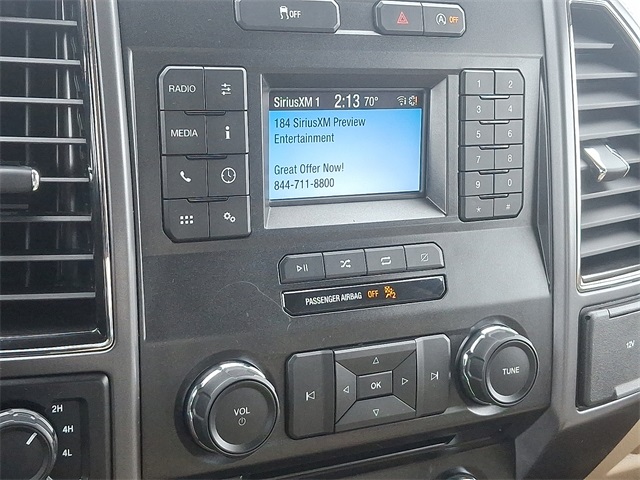 OFF
OFF
RADIO
MEDIA
SiriusXM 1 2:13 70°
184 SiriusXM Preview
Entertainment
Great Offer Now!
844-711-8800
1 2
3 4
5 6
7 8
9 0
* #
PASSENGER AIRBAG OFF 2
VOL
OK
TUNE
2H
4H
4L
12V